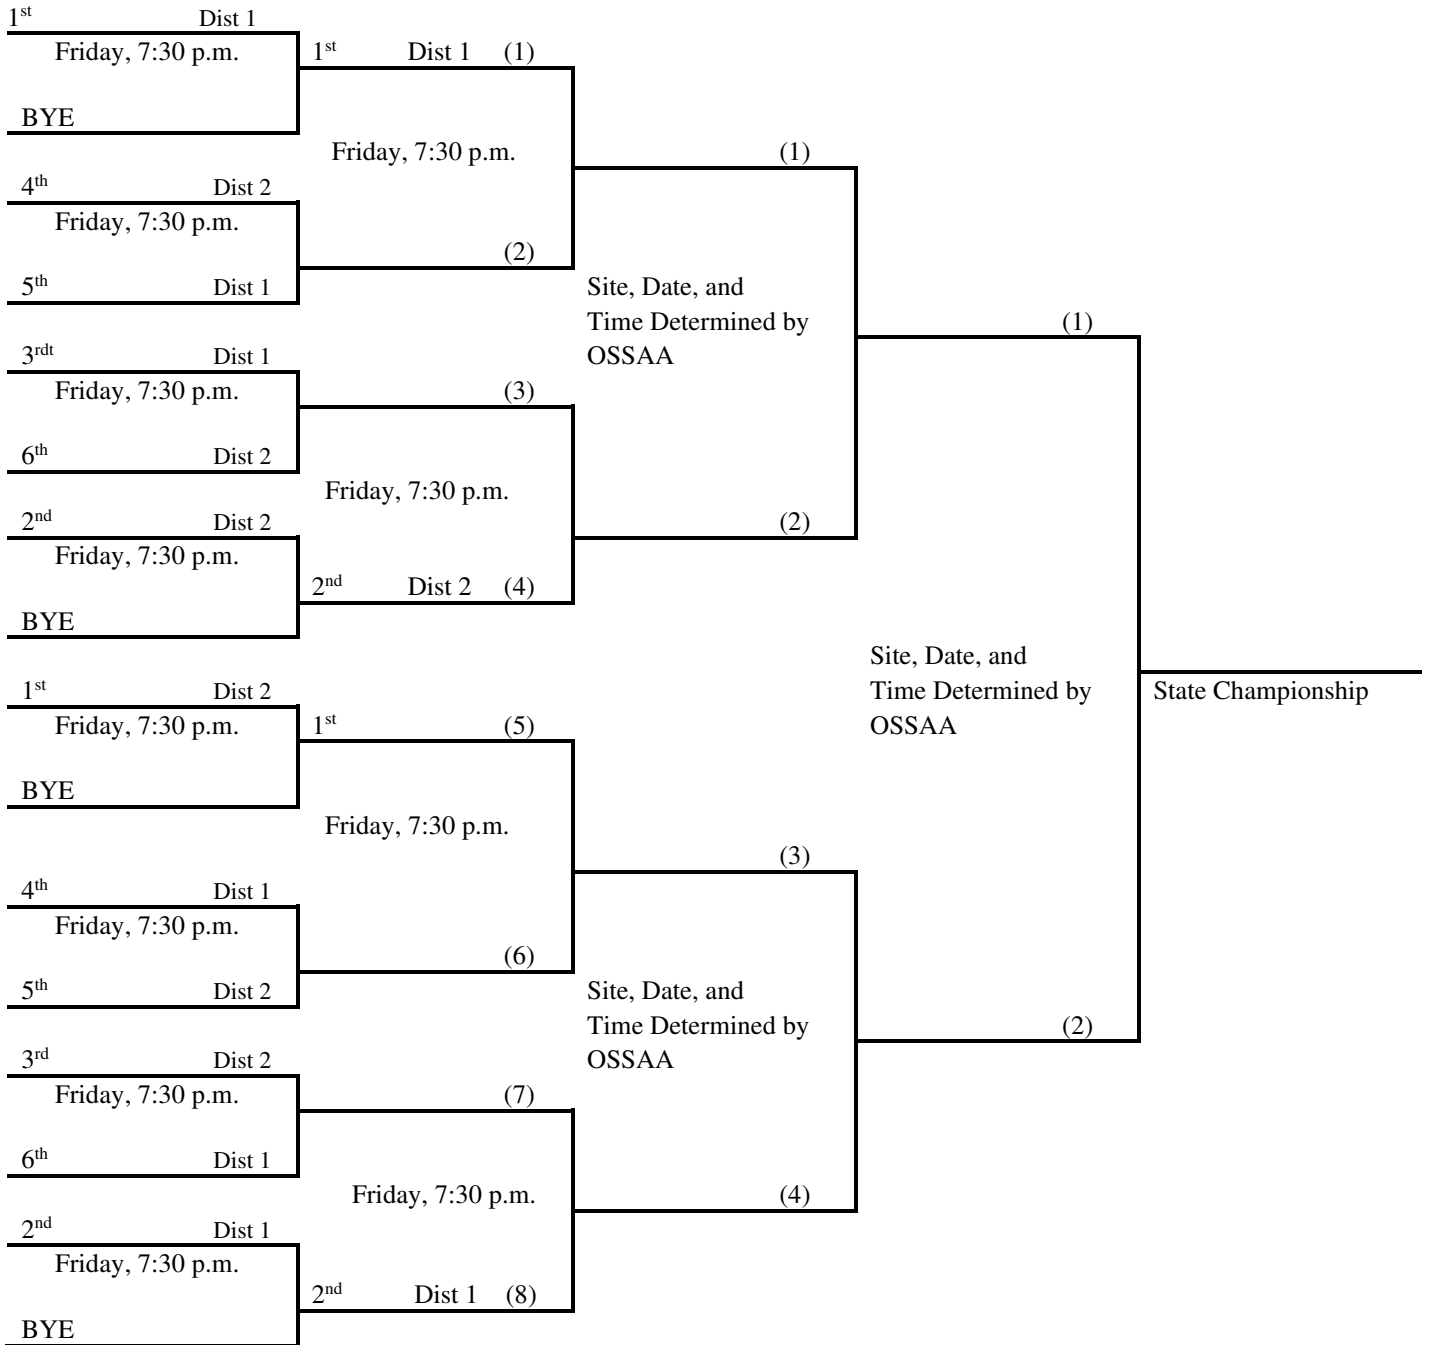 1st Dist 1
Friday, 7:30 p.m.
1st Dist 1 (1)
BYE
Friday, 7:30 p.m.
(1)
4th Dist 2
Friday, 7:30 p.m.
(2)
5th Dist 1
Site, Date, and
Time Determined by
OSSAA
(1)
3rdt Dist 1
Friday, 7:30 p.m.
(3)
6th Dist 2
Friday, 7:30 p.m.
(2)
2nd Dist 2
Friday, 7:30 p.m.
2nd Dist 2 (4)
BYE
Site, Date, and
Time Determined by
OSSAA
State Championship
1st Dist 2
Friday, 7:30 p.m.
1st (5)
BYE
Friday, 7:30 p.m.
(3)
4th Dist 1
Friday, 7:30 p.m.
(6)
5th Dist 2
Site, Date, and
Time Determined by
OSSAA
(2)
3rd Dist 2
Friday, 7:30 p.m.
(7)
6th Dist 1
Friday, 7:30 p.m.
(4)
2nd Dist 1
Friday, 7:30 p.m.
2nd Dist 1 (8)
BYE